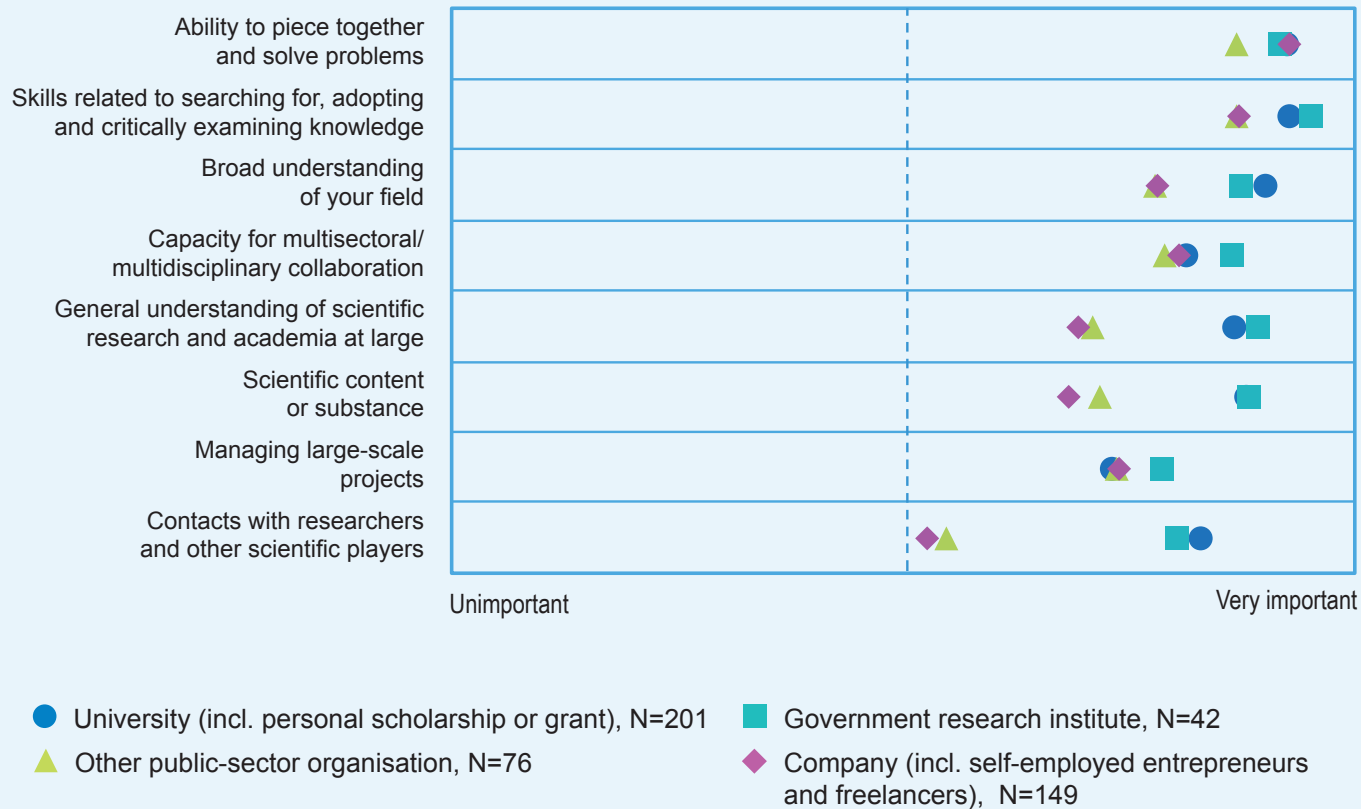 Ability to piece together
and solve problems
Skills related to searching for, adopting
and critically examining knowledge
Broad understanding
of your field
Capacity for multisectoral/
multidisciplinary collaboration
General understanding of scientific
research and academia at large
Scientific content
or substance
Managing large-scale
projects
Contacts with researchers
and other scientific players
Unimportant
Very important
University (incl. personal scholarship or grant), N=201
Government research institute, N=42
Other public-sector organisation, N=76
Company (incl. self-employed entrepreneurs
and freelancers), N=149